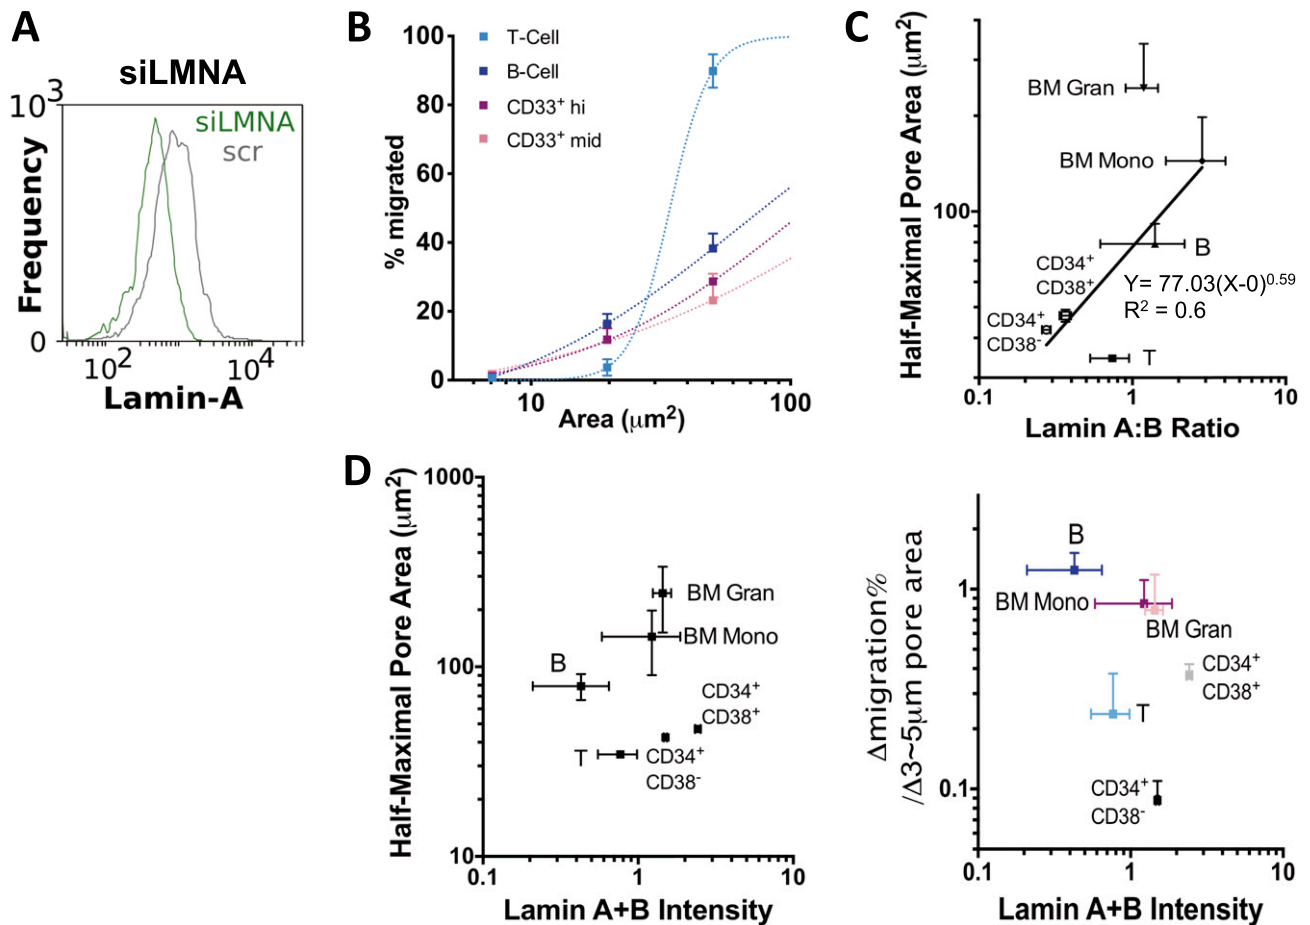 A
siLMNA
10³
siLMNA
scr
Frequency
0
10²
10⁴
Lamin-A
B
100
80
60
40
20
0
% migrated
T-Cell
B-Cell
CD33⁺ hi
CD33⁺ mid
10
100
Area (μm²)
C
Half-Maximal Pore Area (μm²)
100
BM Gran
BM Mono
B
CD34⁺
CD38⁺
Y= 77.03(X-0)^0.59
R² = 0.6
CD34⁺
CD38⁻
T
0.1
1
10
Lamin A:B Ratio
D
Half-Maximal Pore Area (μm²)
1000
100
10
BM Gran
BM Mono
B
CD34⁺
CD38⁺
T
CD34⁺
CD38⁻
0.1
1
10
Lamin A+B Intensity
Δmigration%
/Δ3~5μm pore area
1
0.1
B
BM Mono
BM Gran
CD34⁺
CD38⁺
T
CD34⁺
CD38⁻
0.1
1
10
Lamin A+B Intensity